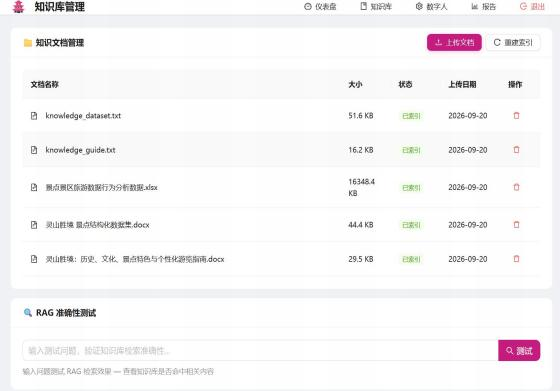 知识库管理
仪表盘 知识库 数字人 报告 退出
知识文档管理
上传文档 重建索引
文档名称 大小 状态 上传日期 操作
knowledge_dataset.txt 51.6 KB 已索引 2026-09-20
knowledge_guide.txt 16.2 KB 已索引 2026-09-20
景点景区旅游数据行为分析数据.xlsx 16348.4 KB 已索引 2026-09-20
灵山胜境 景点结构化数据集.docx 44.4 KB 已索引 2026-09-20
灵山胜境：历史、文化、景点特色与个性化游览指南.docx 29.5 KB 已索引 2026-09-20
RAG 准确性测试
输入测试问题，验证知识库检索准确性... 测试
输入问题测试 RAG 检索效果 — 查看知识库是否命中相关内容